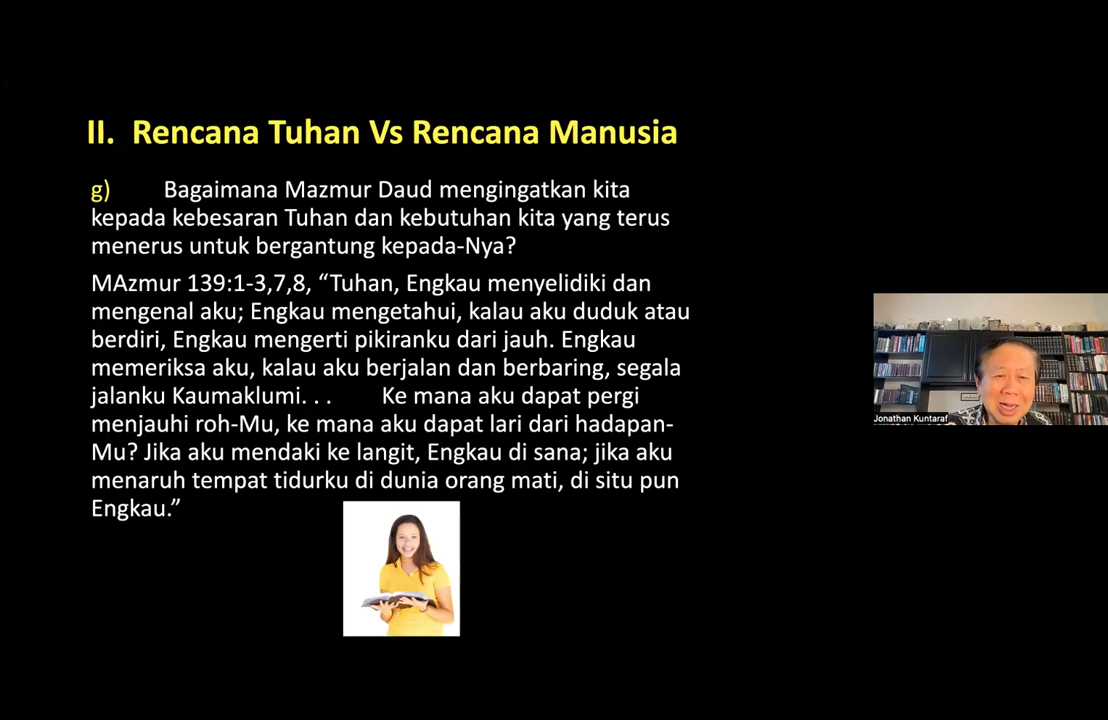 II. Rencana Tuhan Vs Rencana Manusia
g) Bagaimana Mazmur Daud mengingatkan kita
kepada kebesaran Tuhan dan kebutuhan kita yang terus
menerus untuk bergantung kepada-Nya?
MAzmur 139:1-3,7,8, “Tuhan, Engkau menyelidiki dan
mengenal aku; Engkau mengetahui, kalau aku duduk atau
berdiri, Engkau mengerti pikiranku dari jauh. Engkau
memeriksa aku, kalau aku berjalan dan berbaring, segala
jalanku Kaumaklumi. . . Ke mana aku dapat pergi
menjauhi roh-Mu, ke mana aku dapat lari dari hadapan-
Mu? Jika aku mendaki ke langit, Engkau di sana; jika aku
menaruh tempat tidurku di dunia orang mati, di situ pun
Engkau.”
Jonathan Kuntaraf